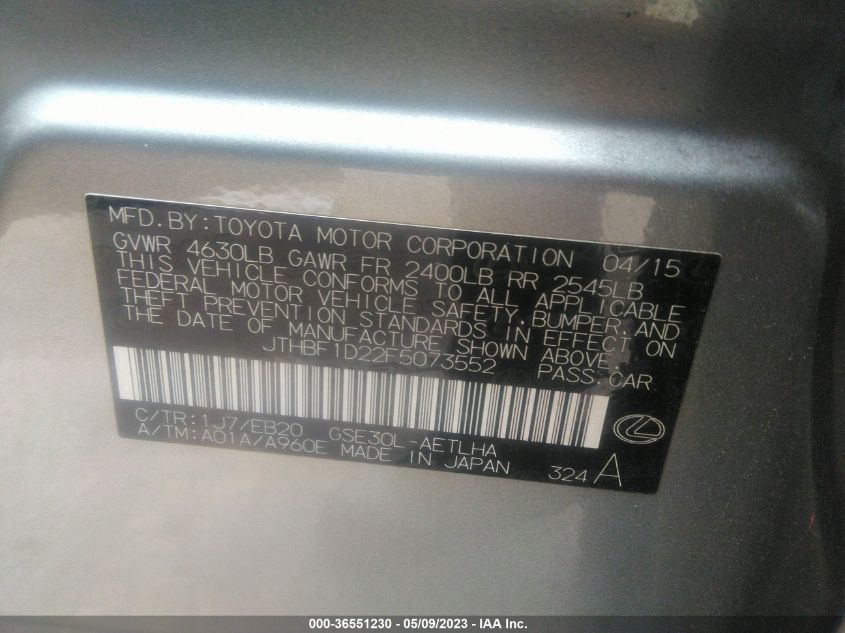 MFD. BY: TOYOTA MOTOR CORPORATION 04/15
GVWR 4630LB GAWR FR 2400LB RR 2545LB
THIS VEHICLE CONFORMS TO ALL APPLICABLE
FEDERAL MOTOR VEHICLE SAFETY, BUMPER, AND
THEFT PREVENTION STANDARDS IN EFFECT ON
THE DATE OF MANUFACTURE SHOWN ABOVE.
JTHBF1D22F5073552 PASS CAR
C/TR: 1J7/EB20 GSE30L-AETLHA
A/TM: A01A/A960E MADE IN JAPAN 324 A
000-36551230 - 05/09/2023 - IAA Inc.